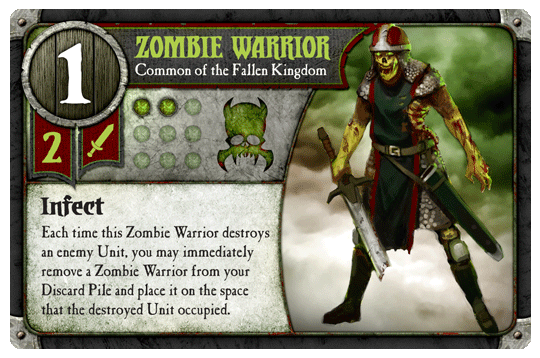 1
ZOMBIE WARRIOR
Common of the Fallen Kingdom
2
Infect
Each time this Zombie Warrior destroys
an enemy Unit, you may immediately
remove a Zombie Warrior from your
Discard Pile and place it on the space
that the destroyed Unit occupied.